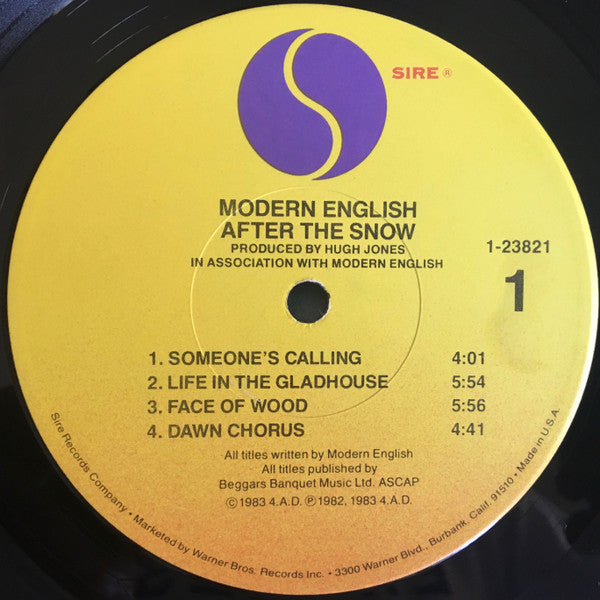 SIRE ®
MODERN ENGLISH
AFTER THE SNOW
PRODUCED BY HUGH JONES
IN ASSOCIATION WITH MODERN ENGLISH
1-23821
1
1. SOMEONE'S CALLING 4:01
2. LIFE IN THE GLADHOUSE 5:54
3. FACE OF WOOD 5:56
4. DAWN CHORUS 4:41
All titles written by Modern English
All titles published by
Beggars Banquet Music Ltd. ASCAP
©1983 4.A.D. ℗1982, 1983 4.A.D.
Sire Records Company • Marketed by Warner Bros. Records Inc. • 3300 Warner Blvd., Burbank, Calif. 91510 • Made in U.S.A.